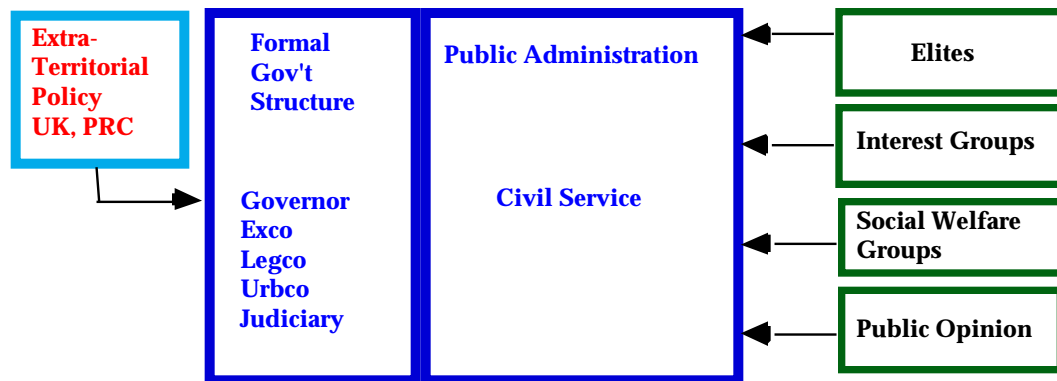 Extra-
Territorial
Policy
UK, PRC
Formal
Gov't
Structure
Governor
Exco
Legco
Urbco
Judiciary
Public Administration
Civil Service
Elites
Interest Groups
Social Welfare
Groups
Public Opinion